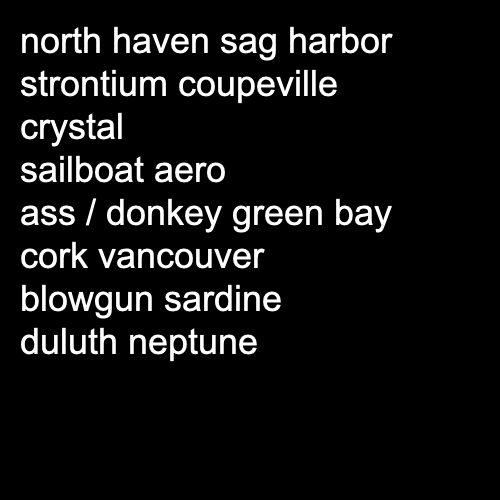 north haven sag harbor
strontium coupeville
crystal
sailboat aero
ass / donkey green bay
cork vancouver
blowgun sardine
duluth neptune